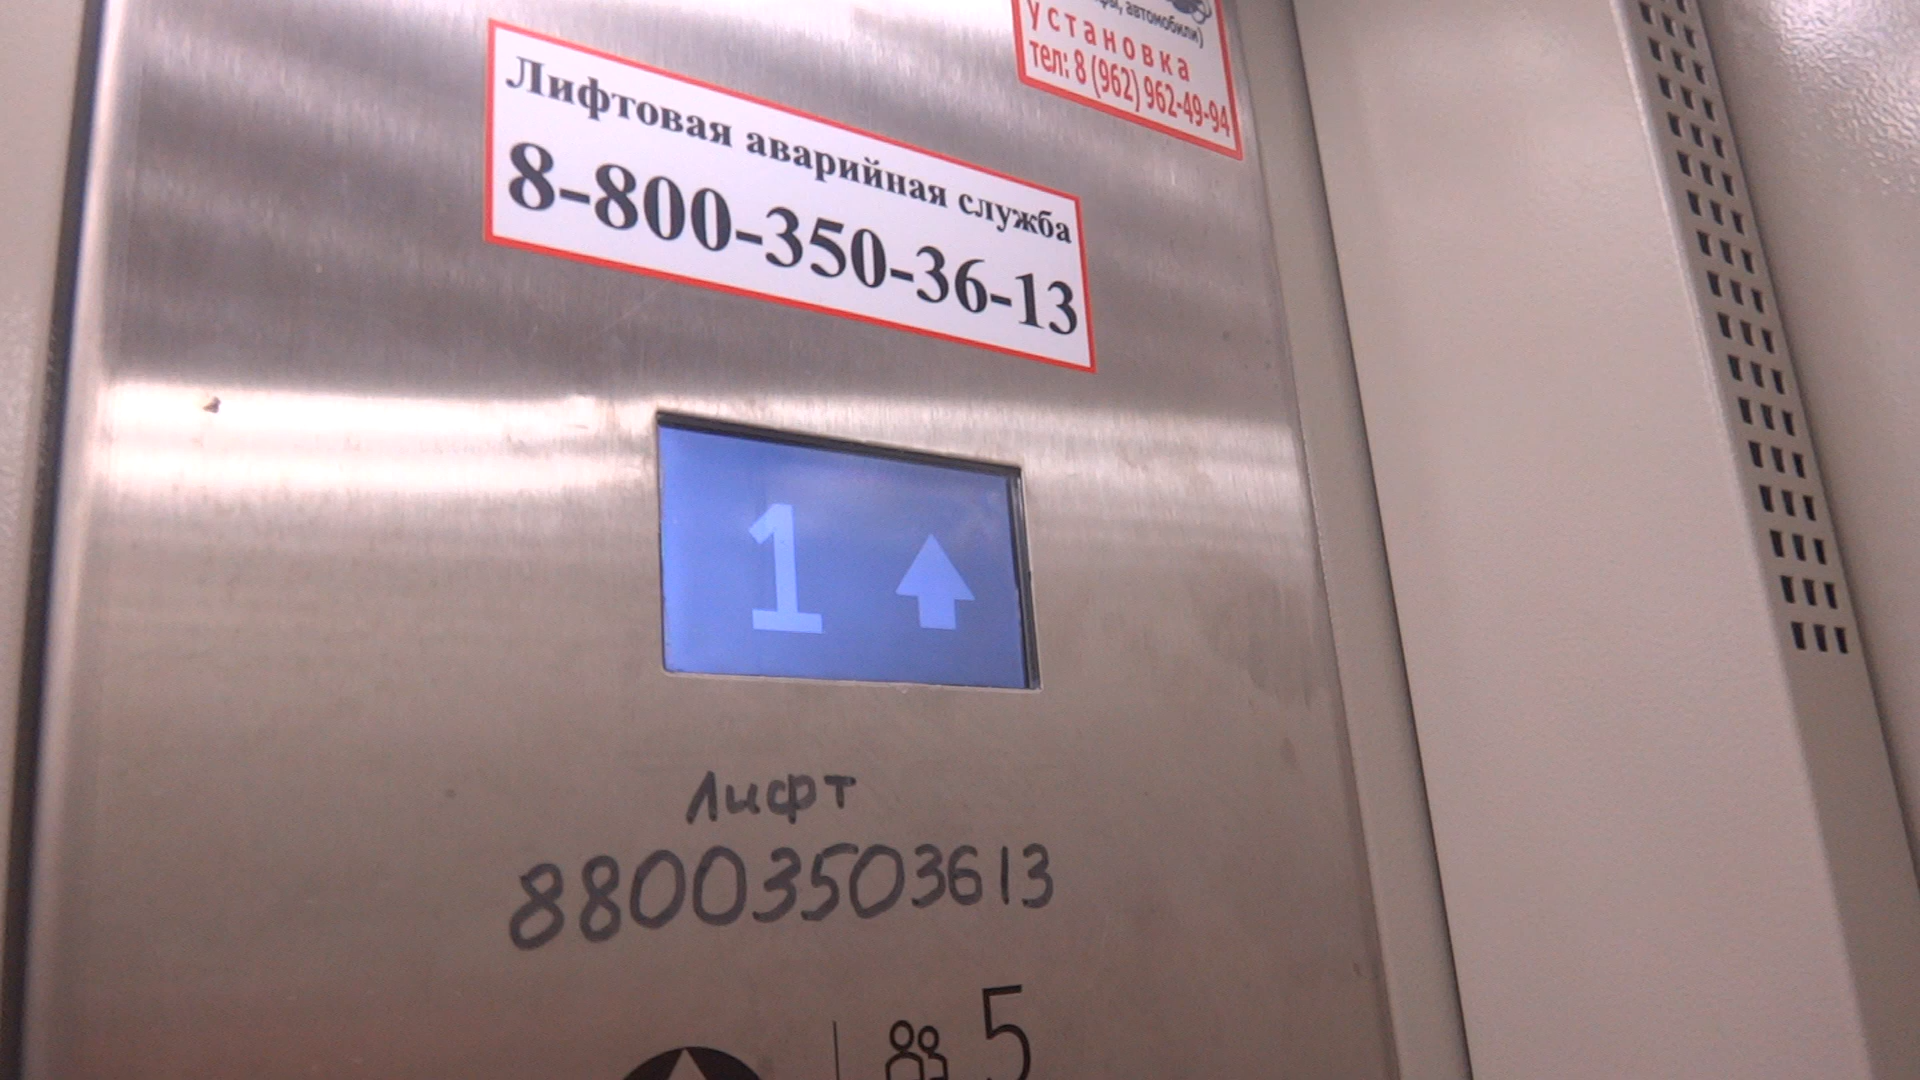 автомобили)
установка
тел: 8 (962) 962-49-94
Лифтовая аварийная служба
8-800-350-36-13
1
Лифт
88003503613
5